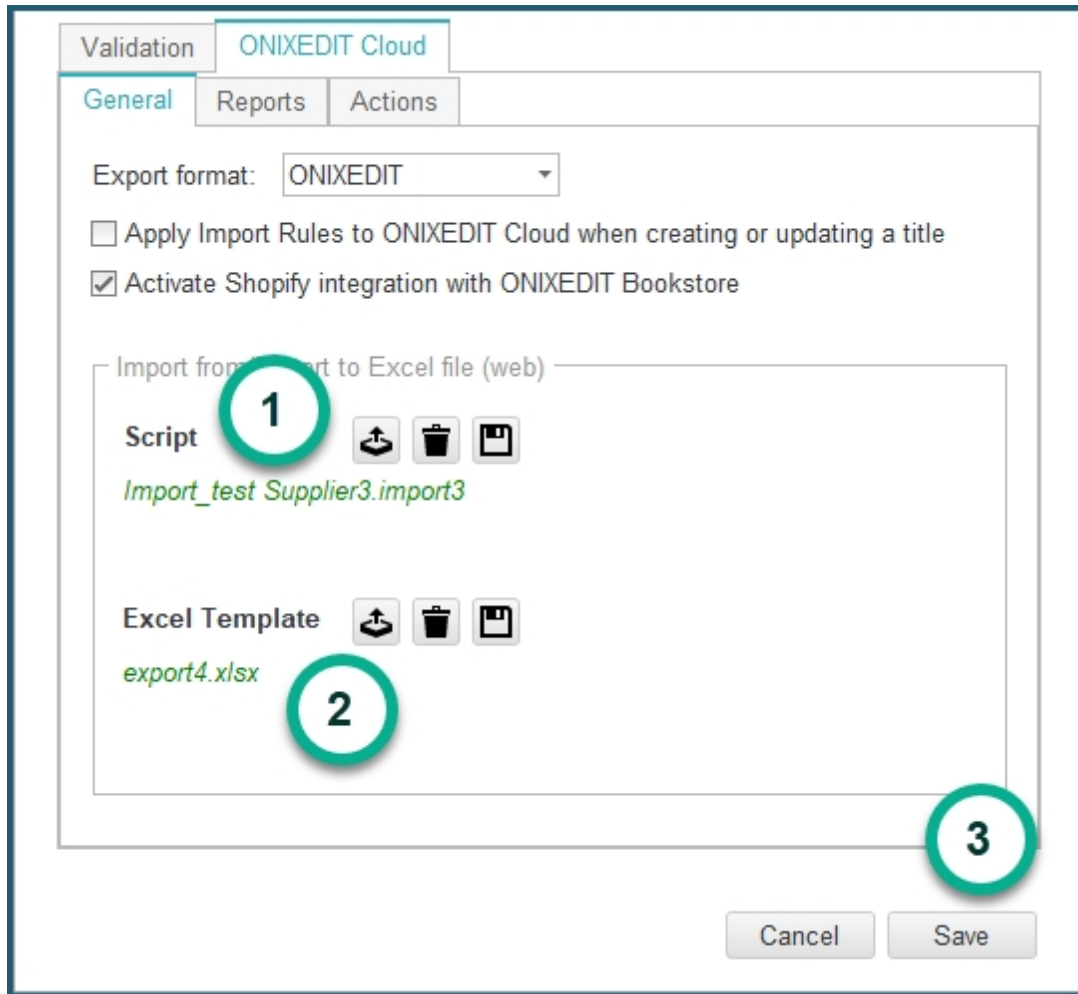 Validation ONIXEDIT Cloud
General Reports Actions
Export format: ONIXEDIT
Apply Import Rules to ONIXEDIT Cloud when creating or updating a title
Activate Shopify integration with ONIXEDIT Bookstore
Import to Excel file (web)
1
Script
Import_test Supplier3.import3
Excel Template
export4.xlsx
2
3
Cancel Save